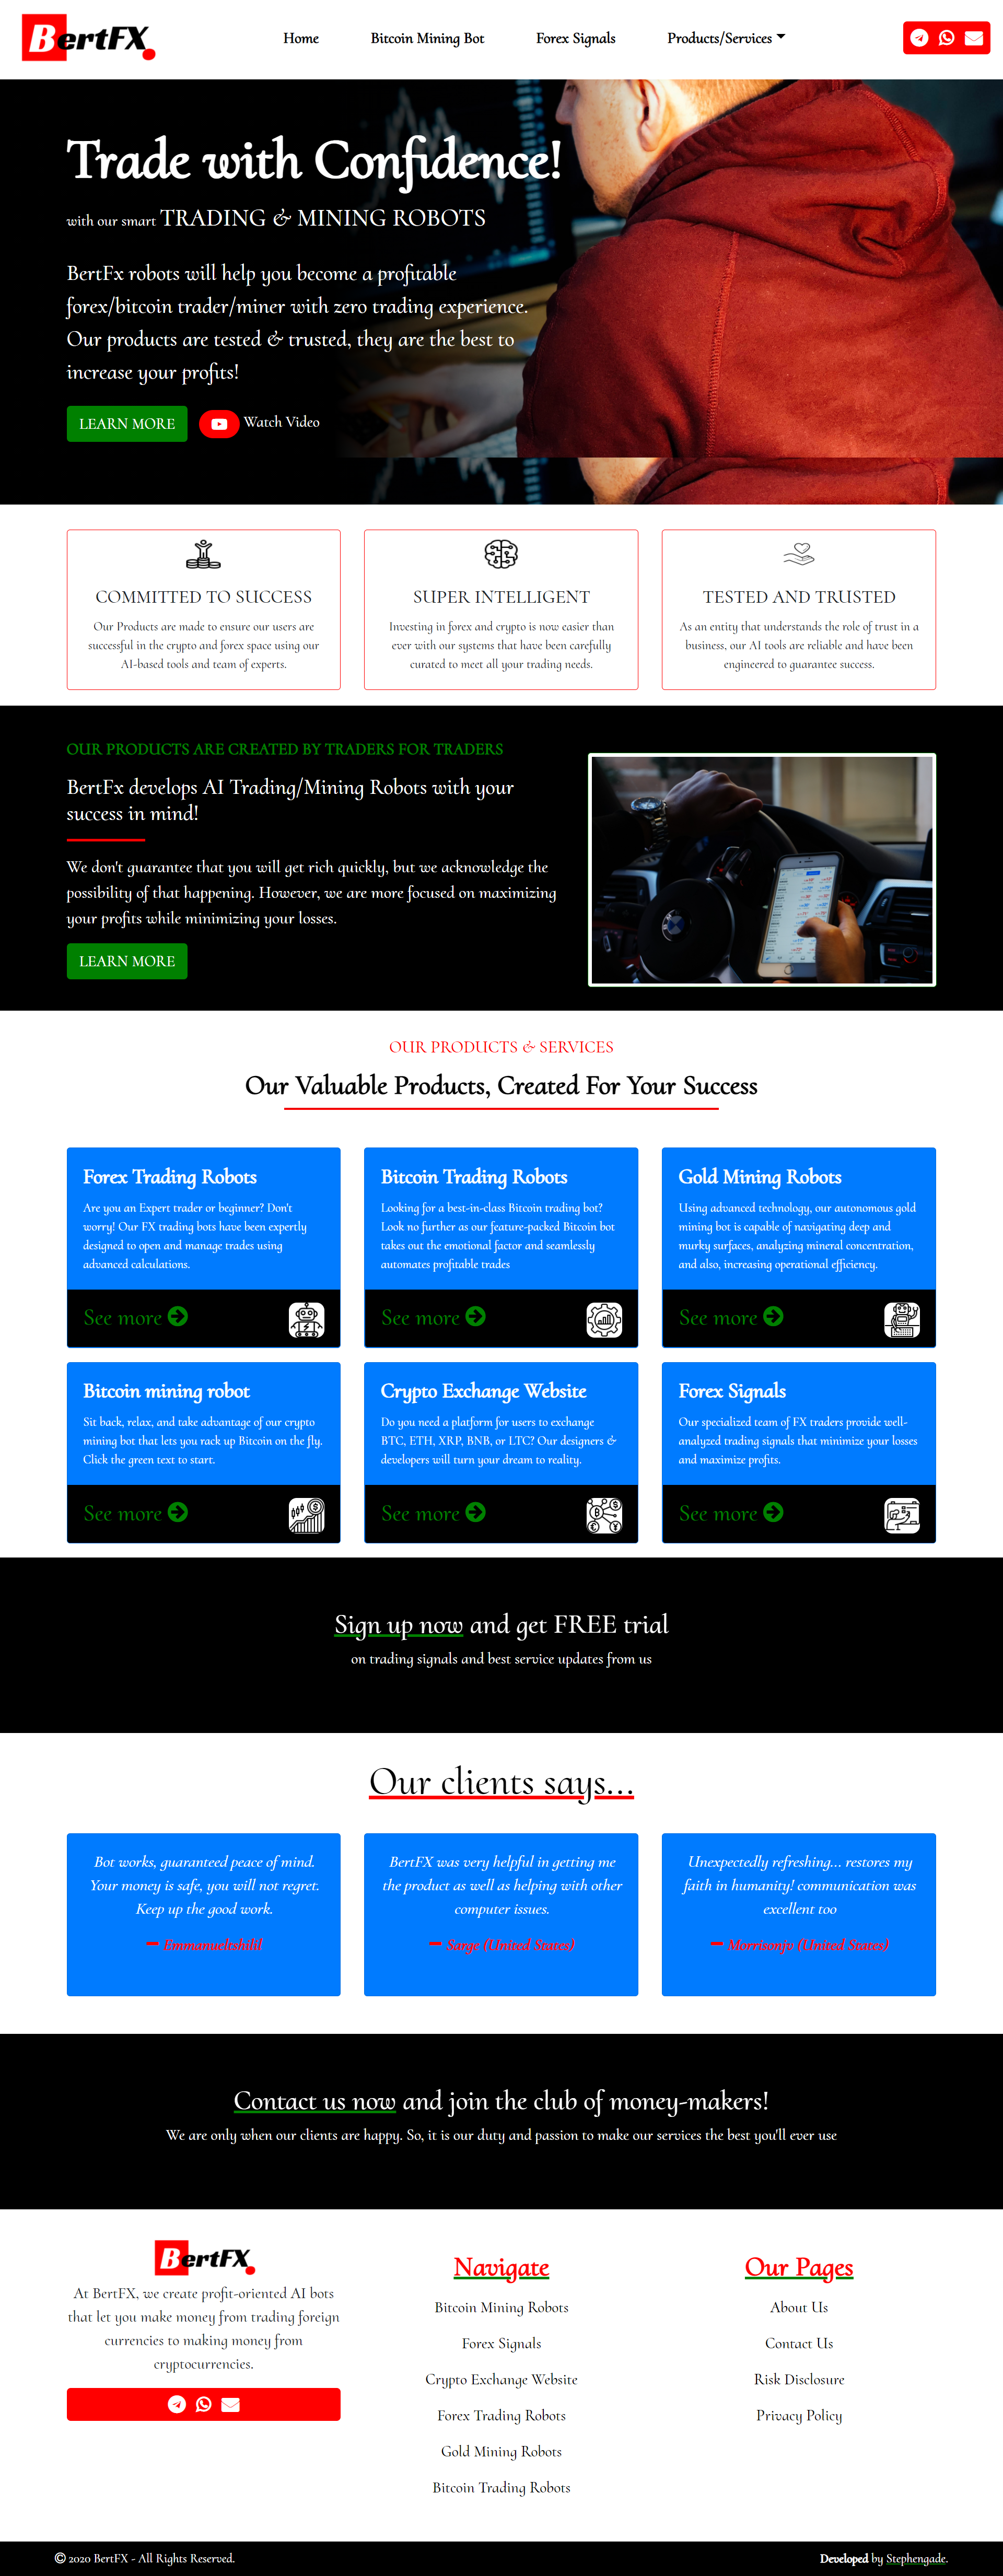 BertFX
Home Bitcoin Mining Bot Forex Signals Products/Services
Trade with Confidence!
with our smart TRADING & MINING ROBOTS
BertFx robots will help you become a profitable
forex/bitcoin trader/miner with zero trading experience.
Our products are tested & trusted, they are the best to
increase your profits!
LEARN MORE Watch Video
COMMITTED TO SUCCESS
Our Products are made to ensure our users are
successful in the crypto and forex space using our
AI-based tools and team of experts.
SUPER INTELLIGENT
Investing in forex and crypto is now easier than
ever with our systems that have been carefully
curated to meet all your trading needs.
TESTED AND TRUSTED
As an entity that understands the role of trust in a
business, our AI tools are reliable and have been
engineered to guarantee success.
OUR PRODUCTS ARE CREATED BY TRADERS FOR TRADERS
BertFx develops AI Trading/Mining Robots with your
success in mind!
We don't guarantee that you will get rich quickly, but we acknowledge the
possibility of that happening. However, we are more focused on maximizing
your profits while minimizing your losses.
LEARN MORE
OUR PRODUCTS & SERVICES
Our Valuable Products, Created For Your Success
Forex Trading Robots
Are you an Expert trader or beginner? Don't
worry! Our FX trading bots have been expertly
designed to open and manage trades using
advanced calculations.
See more
Bitcoin Trading Robots
Looking for a best-in-class Bitcoin trading bot?
Look no further as our feature-packed Bitcoin bot
takes out the emotional factor and seamlessly
automates profitable trades
See more
Gold Mining Robots
Using advanced technology, our autonomous gold
mining bot is capable of navigating deep and
murky surfaces, analyzing mineral concentration,
and also, increasing operational efficiency.
See more
Bitcoin mining robot
Sit back, relax, and take advantage of our crypto
mining bot that lets you rack up Bitcoin on the fly.
Click the green text to start.
See more
Crypto Exchange Website
Do you need a platform for users to exchange
BTC, ETH, XRP, BNB, or LTC? Our designers &
developers will turn your dream to reality.
See more
Forex Signals
Our specialized team of FX traders provide well-
analyzed trading signals that minimize your losses
and maximize profits.
See more
Sign up now and get FREE trial
on trading signals and best service updates from us
Our clients says...
Bot works, guaranteed peace of mind.
Your money is safe, you will not regret.
Keep up the good work.
Emmanueleshilil
BertFX was very helpful in getting me
the product as well as helping with other
computer issues.
Sarge (United States)
Unexpectedly refreshing... restores my
faith in humanity! communication was
excellent too
Morrisonjv (United States)
Contact us now and join the club of money-makers!
We are only when our clients are happy. So, it is our duty and passion to make our services the best you'll ever use
BertFX
At BertFX, we create profit-oriented AI bots
that let you make money from trading foreign
currencies to making money from
cryptocurrencies.
Navigate
Bitcoin Mining Robots
Forex Signals
Crypto Exchange Website
Forex Trading Robots
Gold Mining Robots
Bitcoin Trading Robots
Our Pages
About Us
Contact Us
Risk Disclosure
Privacy Policy
© 2020 BertFX - All Rights Reserved.
Developed by Stephengade.